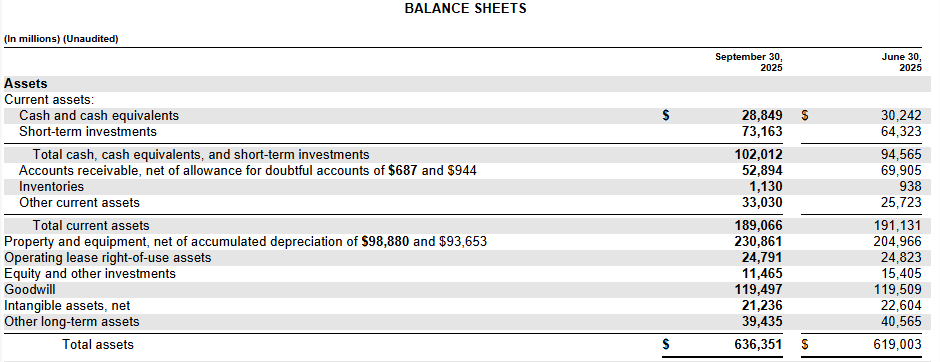 BALANCE SHEETS
(In millions) (Unaudited)
September 30, 2025 June 30, 2025
Assets
Current assets:
Cash and cash equivalents $ 28,849 $ 30,242
Short-term investments 73,163 64,323
Total cash, cash equivalents, and short-term investments 102,012 94,565
Accounts receivable, net of allowance for doubtful accounts of $687 and $944 52,894 69,905
Inventories 1,130 938
Other current assets 33,030 25,723
Total current assets 189,066 191,131
Property and equipment, net of accumulated depreciation of $98,880 and $93,653 230,861 204,966
Operating lease right-of-use assets 24,791 24,823
Equity and other investments 11,465 15,405
Goodwill 119,497 119,509
Intangible assets, net 21,236 22,604
Other long-term assets 39,435 40,565
Total assets $ 636,351 $ 619,003